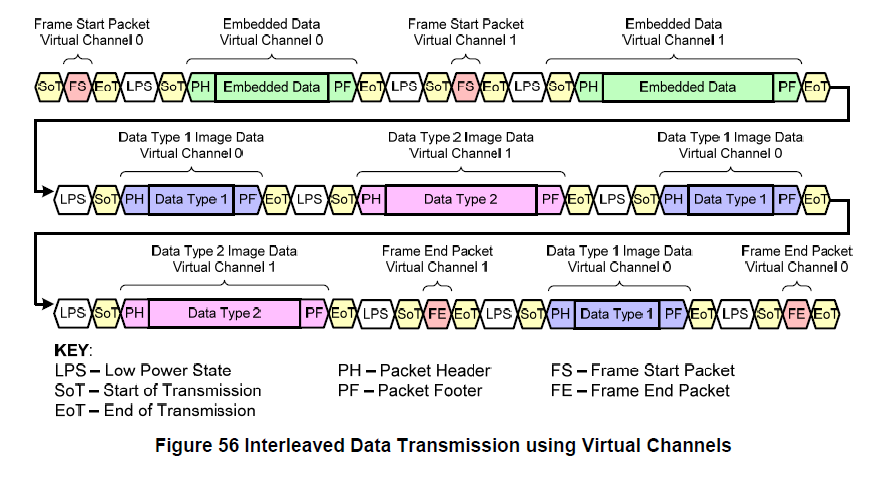 Frame Start Packet Embedded Data Frame Start Packet Embedded Data
Virtual Channel 0 Virtual Channel 0 Virtual Channel 1 Virtual Channel 1
SoT FS EoT LPS SoT PH Embedded Data PF EoT LPS SoT FS EoT LPS SoT PH Embedded Data PF EoT
Data Type 1 Image Data Data Type 2 Image Data Data Type 1 Image Data
Virtual Channel 0 Virtual Channel 1 Virtual Channel 0
LPS SoT PH Data Type 1 PF EoT LPS SoT PH Data Type 2 PF EoT LPS SoT PH Data Type 1 PF EoT
Data Type 2 Image Data Frame End Packet Data Type 1 Image Data Frame End Packet
Virtual Channel 1 Virtual Channel 1 Virtual Channel 0 Virtual Channel 0
LPS SoT PH Data Type 2 PF EoT LPS SoT FE EoT LPS SoT PH Data Type 1 PF EoT LPS SoT FE EoT
KEY:
LPS – Low Power State PH – Packet Header FS – Frame Start Packet
SoT – Start of Transmission PF – Packet Footer FE – Frame End Packet
EoT – End of Transmission
Figure 56 Interleaved Data Transmission using Virtual Channels